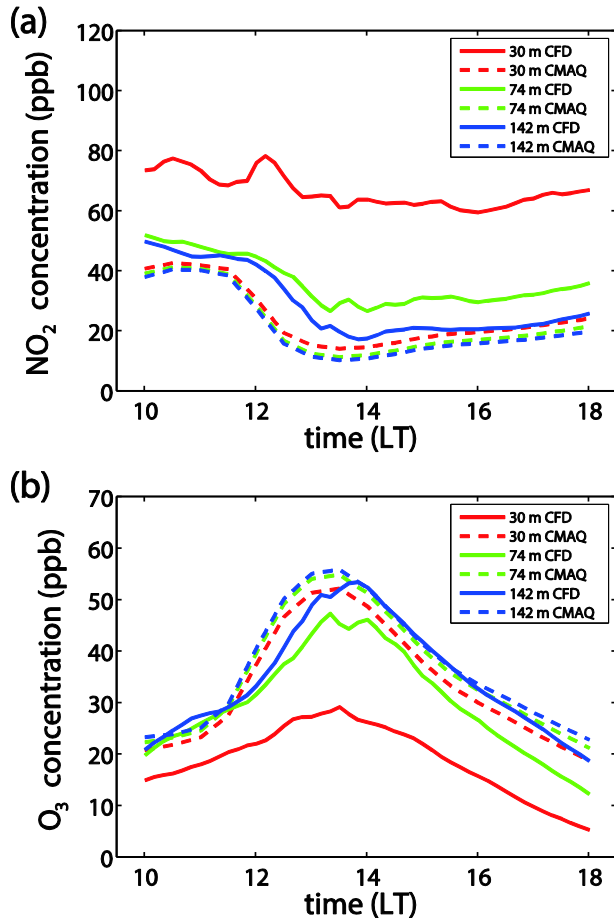 (a)
120
100
80
60
40
20
0
NO2 concentration (ppb)
30 m CFD
30 m CMAQ
74 m CFD
74 m CMAQ
142 m CFD
142 m CMAQ
10 12 14 16 18
time (LT)
(b)
70
60
50
40
30
20
10
0
O3 concentration (ppb)
30 m CFD
30 m CMAQ
74 m CFD
74 m CMAQ
142 m CFD
142 m CMAQ
10 12 14 16 18
time (LT)